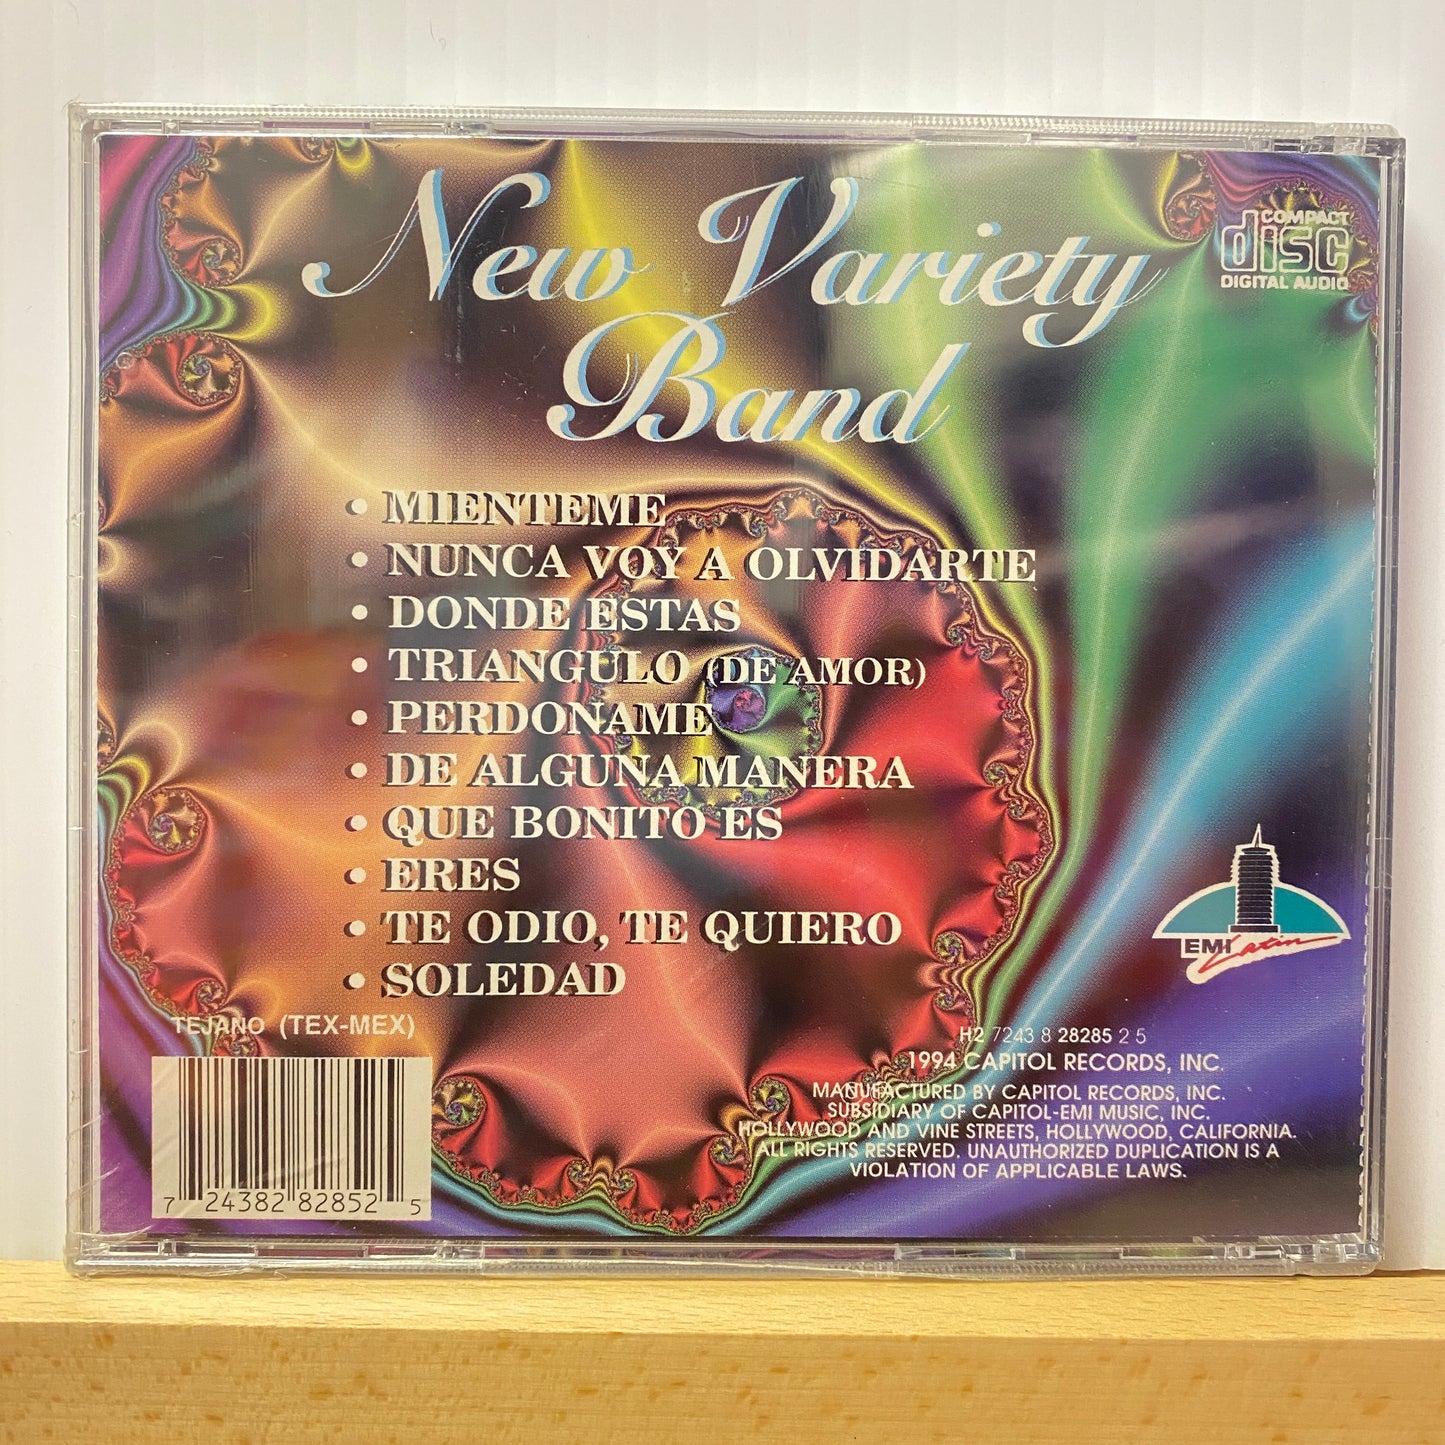 New Variety
Band
COMPACT
disc
DIGITAL AUDIO
• MIENTEME
• NUNCA VOY A OLVIDARTE
• DONDE ESTAS
• TRIANGULO (DE AMOR)
• PERDONAME
• DE ALGUNA MANERA
• QUE BONITO ES
• ERES
• TE ODIO, TE QUIERO
• SOLEDAD
EMI Latin
TEJANO (TEX-MEX)
7 24382 82852 5
H2 7243 8 28285 2 5
1994 CAPITOL RECORDS, INC.
MANUFACTURED BY CAPITOL RECORDS, INC.
SUBSIDIARY OF CAPITOL-EMI MUSIC, INC.
HOLLYWOOD AND VINE STREETS, HOLLYWOOD, CALIFORNIA.
ALL RIGHTS RESERVED. UNAUTHORIZED DUPLICATION IS A
VIOLATION OF APPLICABLE LAWS.